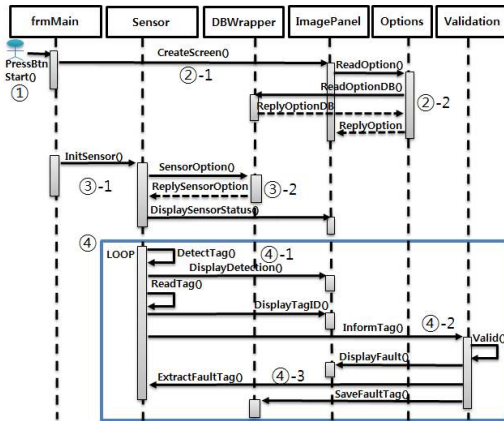 frmMain Sensor DBWrapper ImagePanel Options Validation
PressBtn
Start()
①
CreateScreen()
②-1
ReadOption()
ReadOptionDB()
ReplyOptionDB
②-2
ReplyOption
InitSensor()
③-1
SensorOption()
ReplySensorOption
③-2
DisplaySensorStatus()
④
LOOP
DetectTag()
④-1
DisplayDetection()
ReadTag()
DisplayTagID()
InformTag()
④-2
Valid()
DisplayFault()
ExtractFaultTag()
④-3
SaveFaultTag()